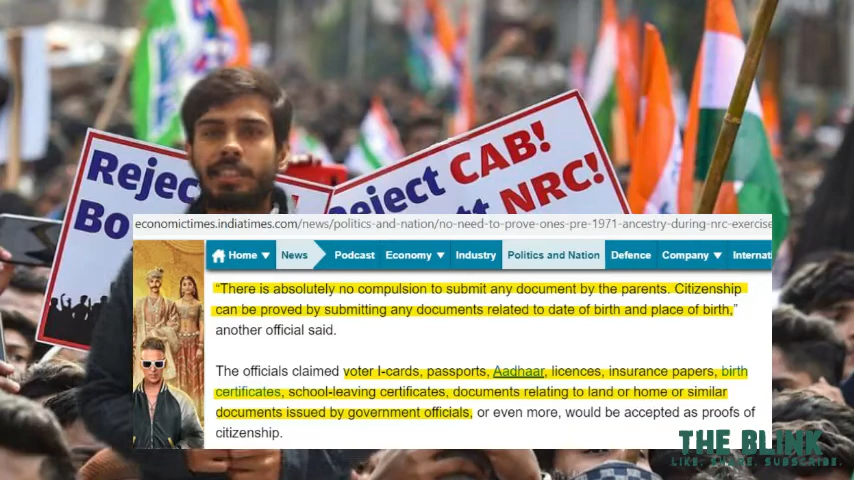 Reject
Bo
Reject CAB!
NRC!
economictimes.indiatimes.com/news/politics-and-nation/no-need-to-prove-ones-pre-1971-ancestry-during-nrc-exercise
Home ▼ News Podcast Economy ▼ Industry Politics and Nation Defence Company ▼ Internati
“There is absolutely no compulsion to submit any document by the parents. Citizenship
can be proved by submitting any documents related to date of birth and place of birth,”
another official said.
The officials claimed voter I-cards, passports, Aadhaar, licences, insurance papers, birth
certificates, school-leaving certificates, documents relating to land or home or similar
documents issued by government officials, or even more, would be accepted as proofs of
citizenship.
THE BLINK
LIKE. SHARE. SUBSCRIBE.